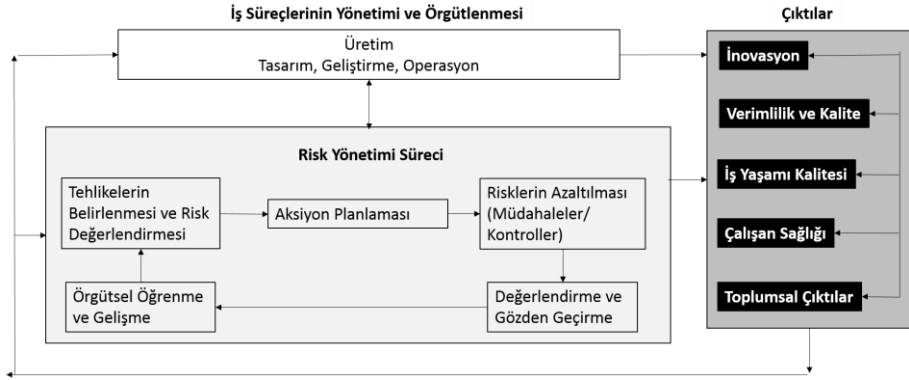 İş Süreçlerinin Yönetimi ve Örgütlenmesi
Üretim
Tasarım, Geliştirme, Operasyon
Risk Yönetimi Süreci
Tehlikelerin
Belirlenmesi ve Risk
Değerlendirmesi
Aksiyon Planlaması
Risklerin Azaltılması
(Müdahaleler/
Kontroller)
Örgütsel Öğrenme
ve Gelişme
Değerlendirme ve
Gözden Geçirme
Çıktılar
İnovasyon
Verimlilik ve Kalite
İş Yaşamı Kalitesi
Çalışan Sağlığı
Toplumsal Çıktılar